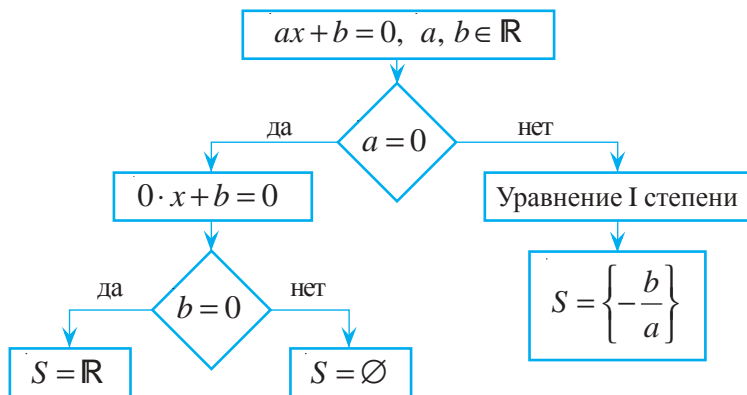 ax + b = 0, a, b ∈ ℝ
да
a = 0
нет
0 · x + b = 0
Уравнение I степени
да
b = 0
нет
S = {−b/a}
S = ℝ
S = ∅